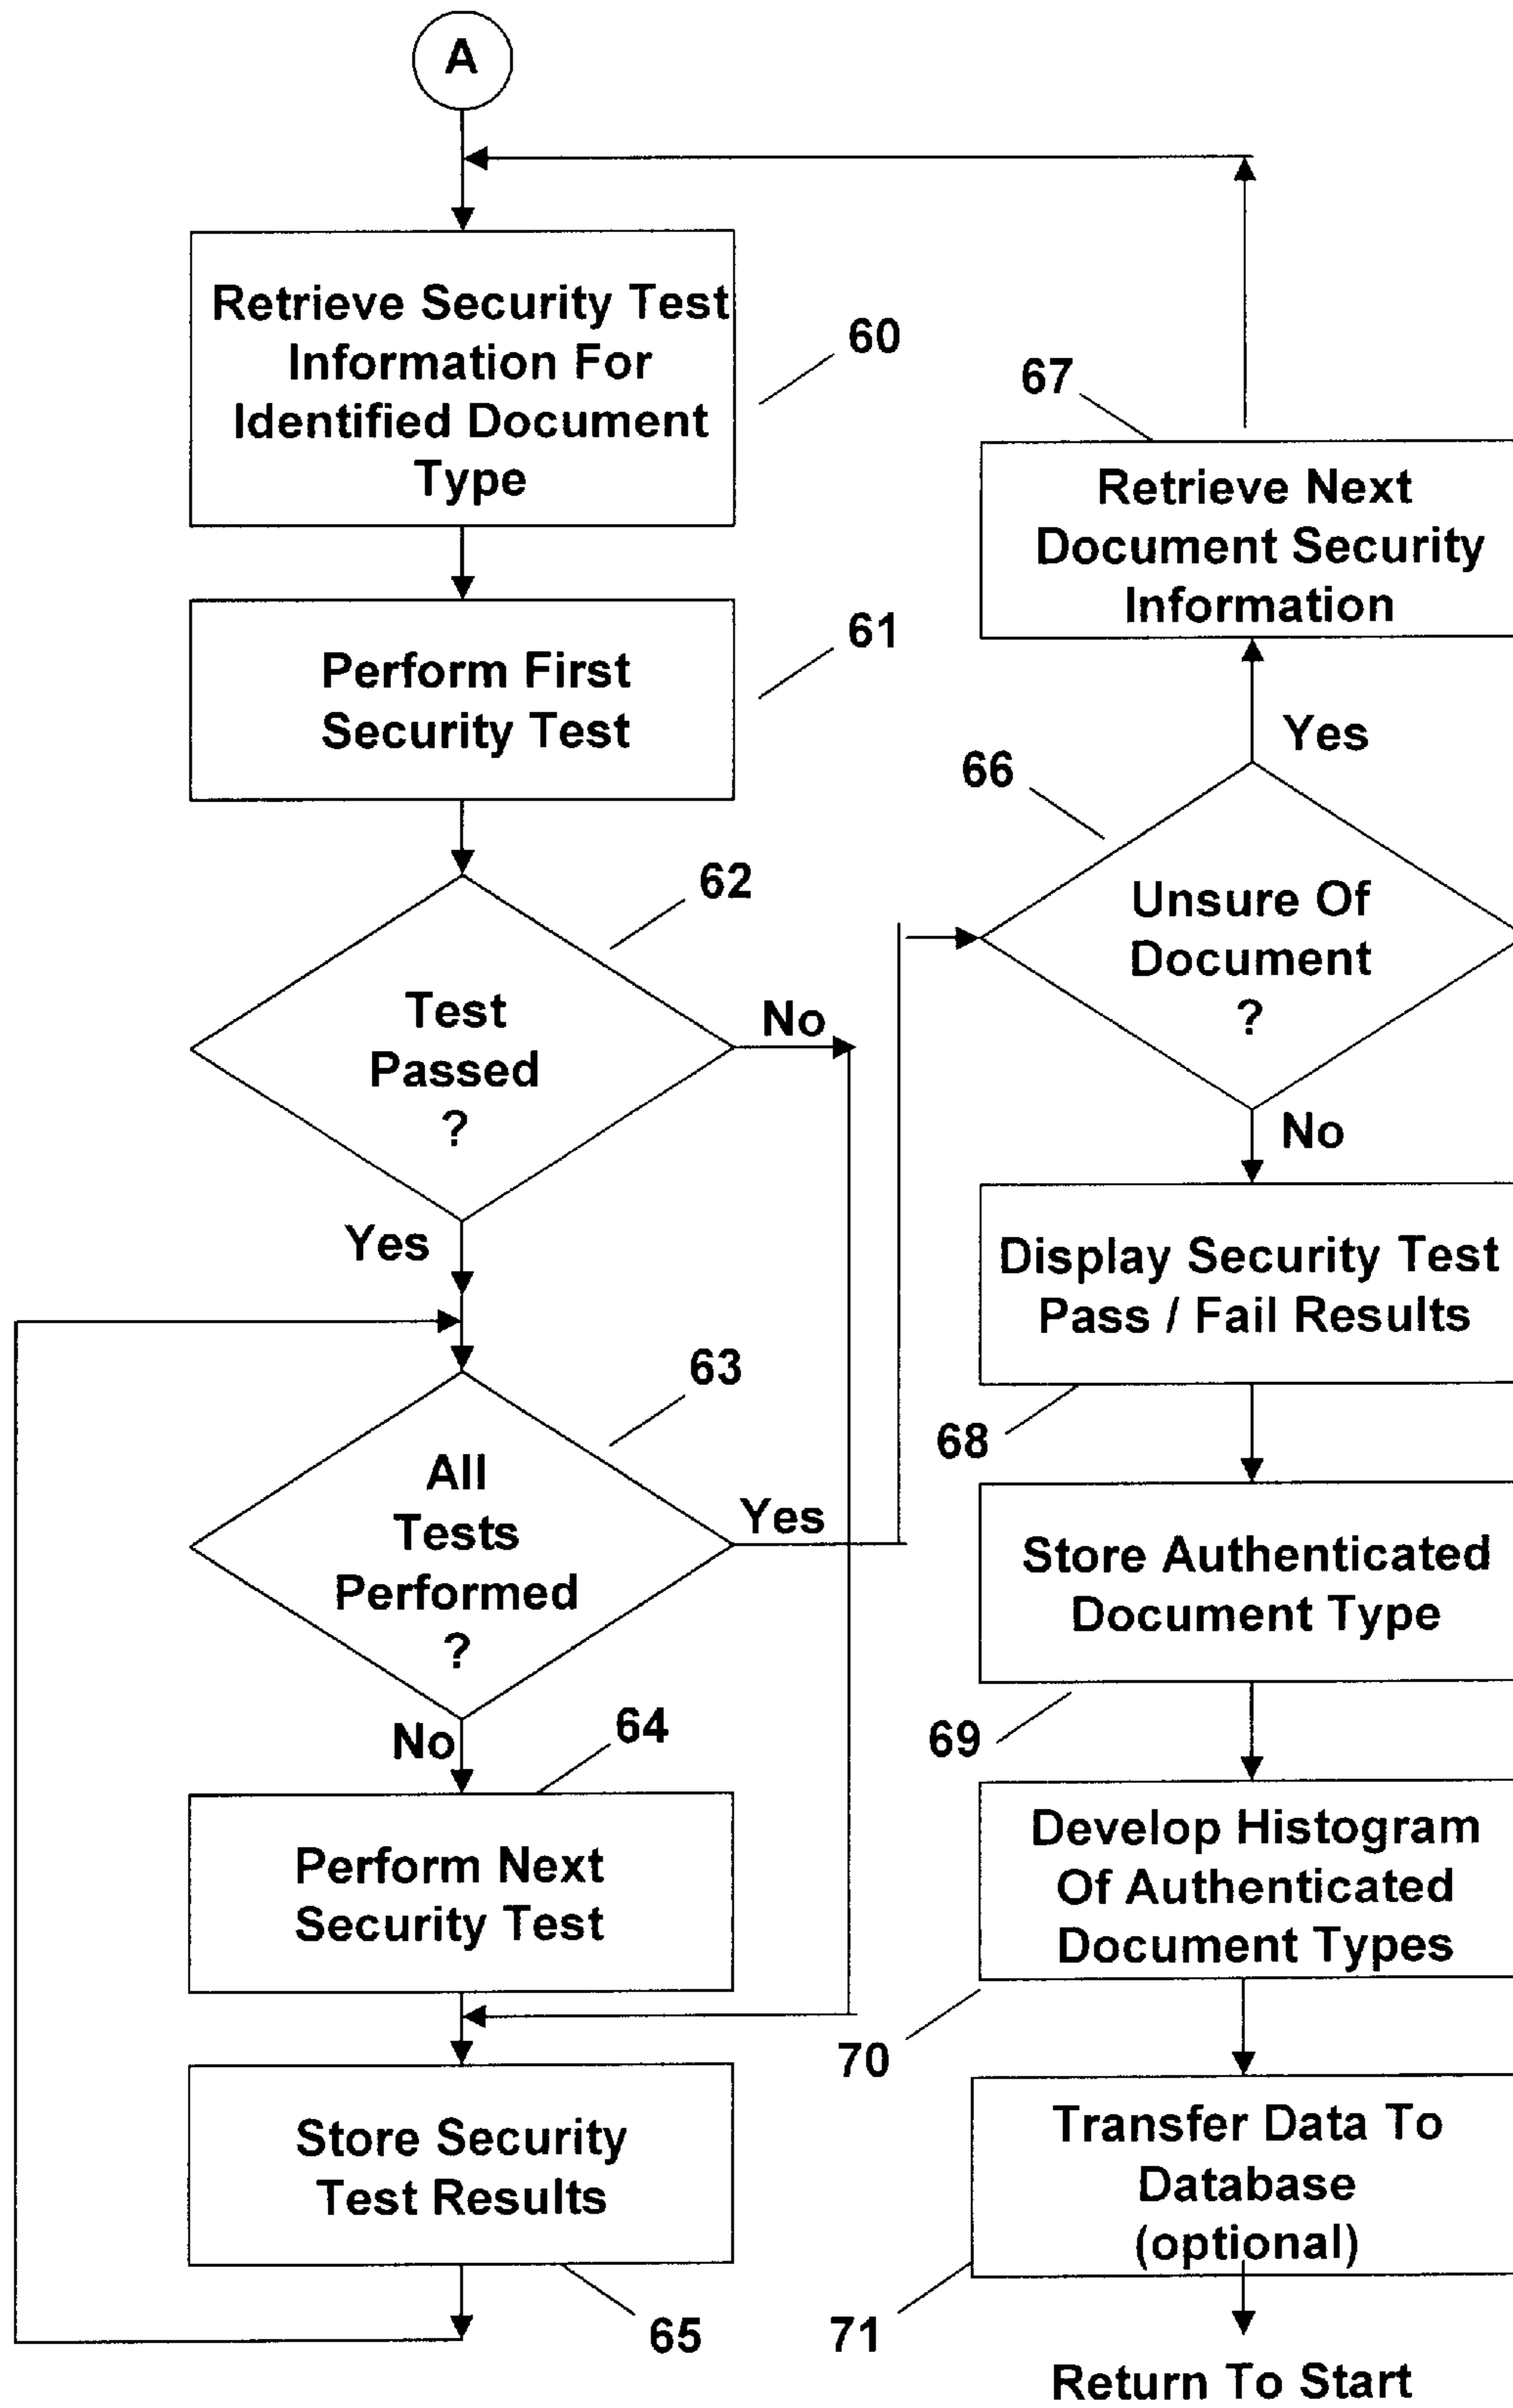 A
Retrieve Security Test
Information For
Identified Document
Type
60
Perform First
Security Test
61
62
Test
Passed
?
No
Yes
63
All
Tests
Performed
?
Yes
No
64
Perform Next
Security Test
Store Security
Test Results
65
67
Retrieve Next
Document Security
Information
Yes
66
Unsure Of
Document
?
No
Display Security Test
Pass / Fail Results
68
Store Authenticated
Document Type
69
Develop Histogram
Of Authenticated
Document Types
70
Transfer Data To
Database
(optional)
71
Return To Start